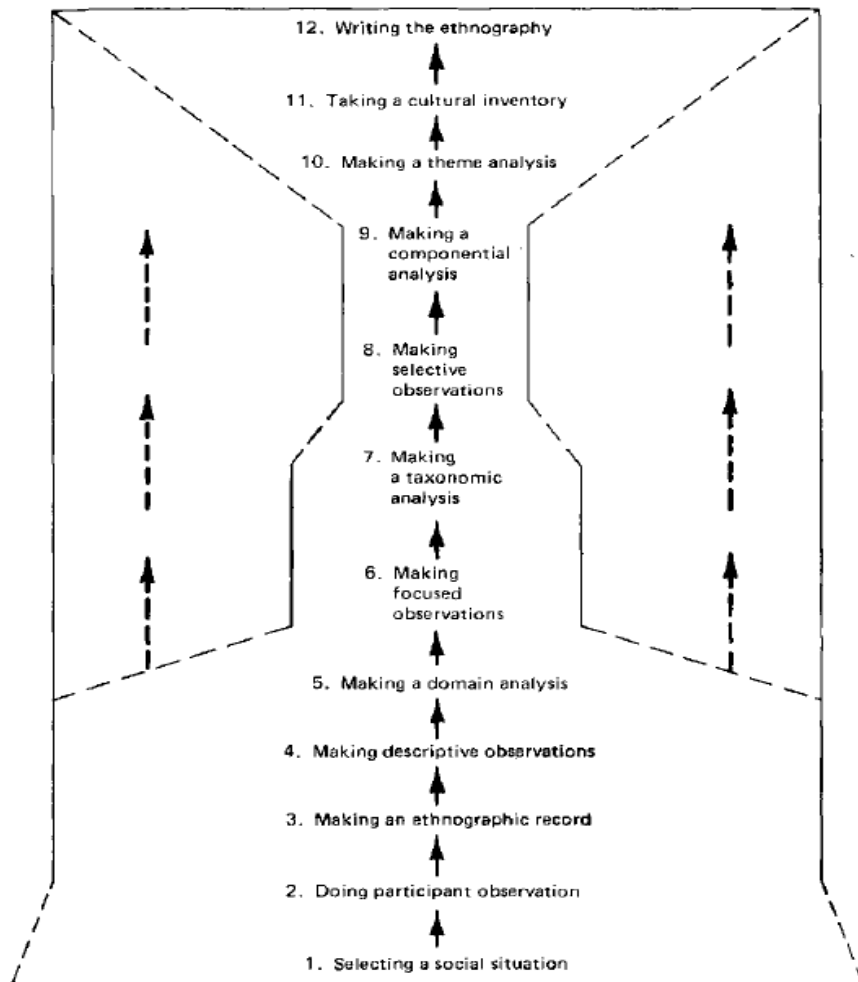 12. Writing the ethnography
11. Taking a cultural inventory
10. Making a theme analysis
9. Making a
componential
analysis
8. Making
selective
observations
7. Making
a taxonomic
analysis
6. Making
focused
observations
5. Making a domain analysis
4. Making descriptive observations
3. Making an ethnographic record
2. Doing participant observation
1. Selecting a social situation